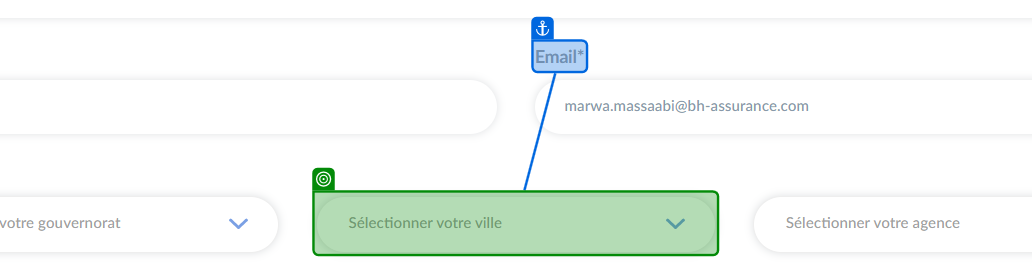 Email*
marwa.massaabi@bh-assurance.com
votre gouvernorat
Sélectionner votre ville
Sélectionner votre agence